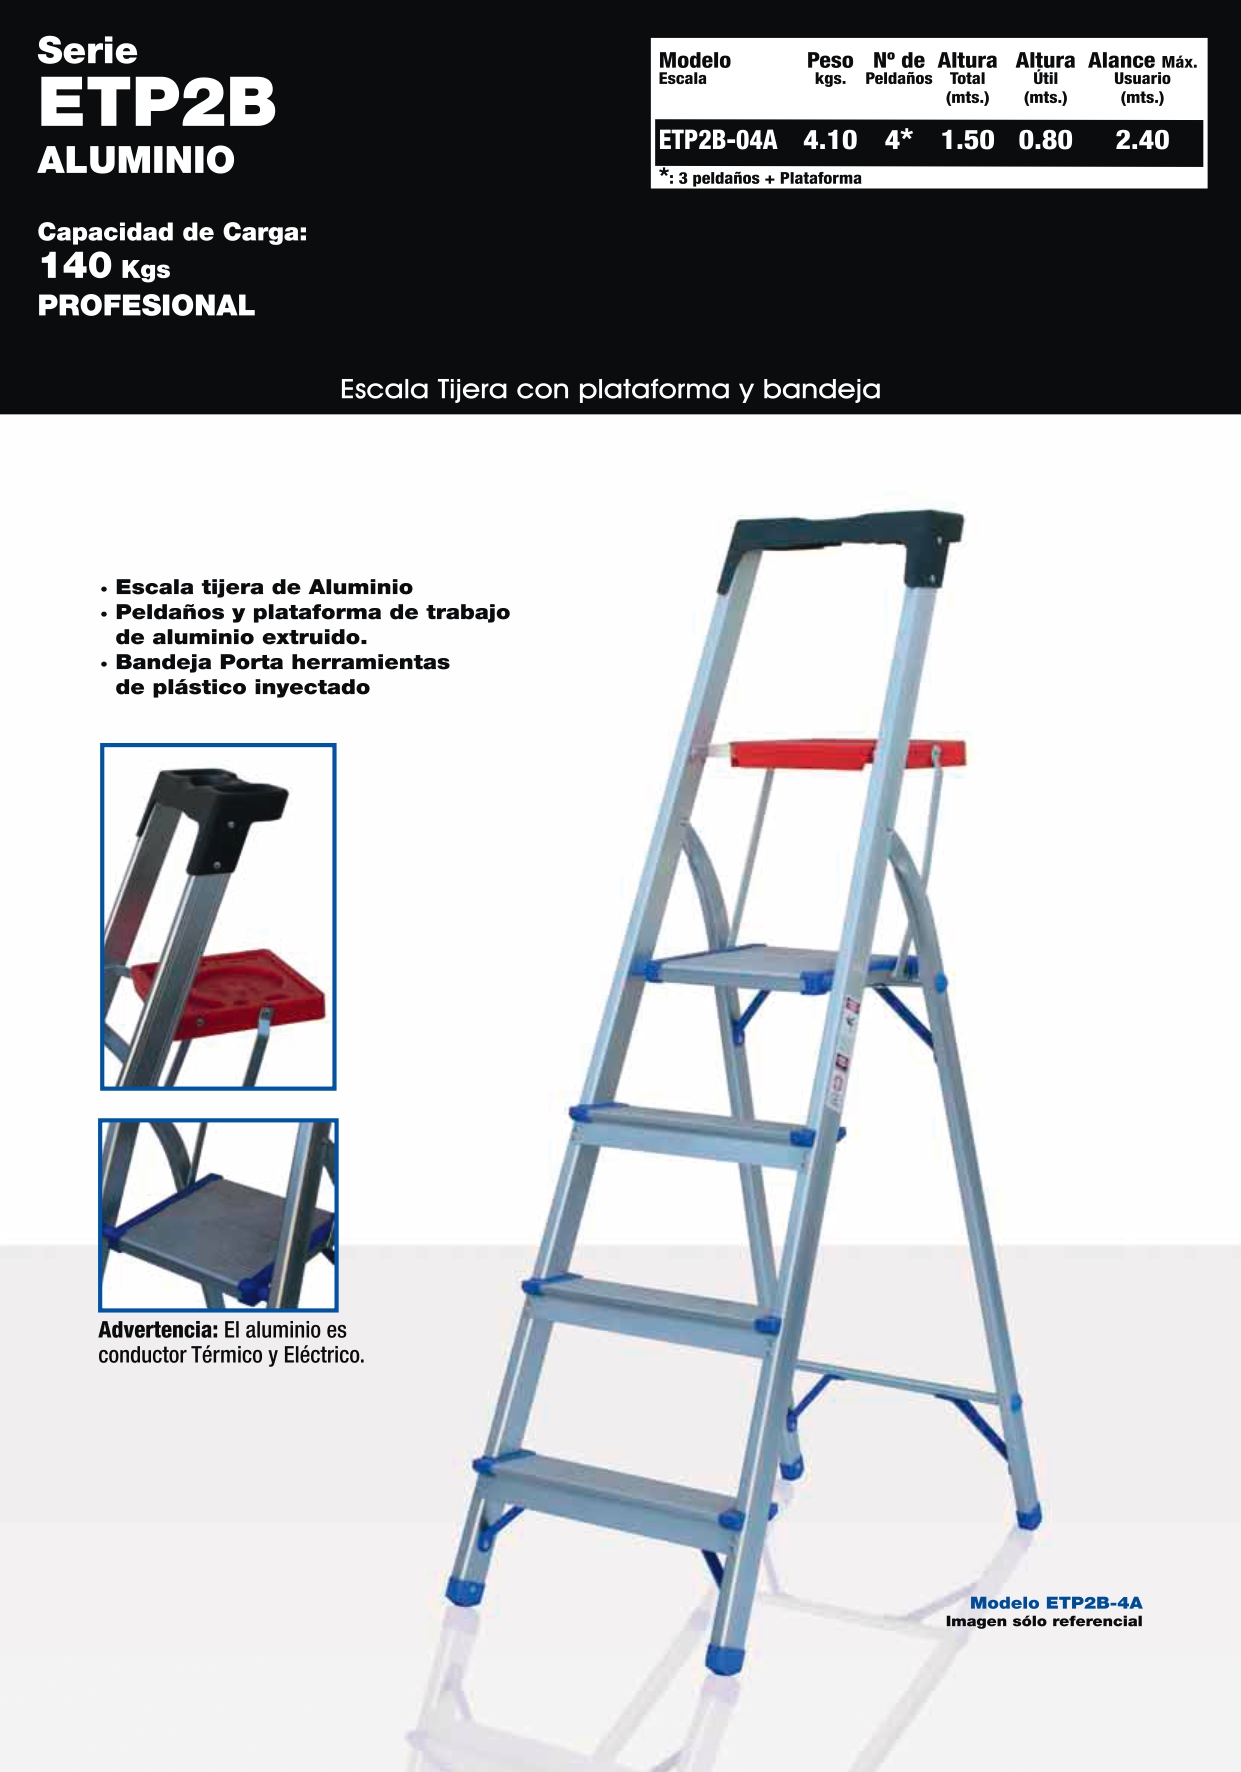 Serie
ETP2B
ALUMINIO
Capacidad de Carga:
140 Kgs
PROFESIONAL
Modelo Peso Nº de Altura Altura Alance Máx.
Escala kgs. Peldaños Total Útil Usuario
(mts.) (mts.) (mts.)
ETP2B-04A 4.10 4* 1.50 0.80 2.40
*: 3 peldaños + Plataforma
Escala Tijera con plataforma y bandeja
• Escala tijera de Aluminio
• Peldaños y plataforma de trabajo
de aluminio extruido.
• Bandeja Porta herramientas
de plástico inyectado
Advertencia: El aluminio es
conductor Térmico y Eléctrico.
Modelo ETP2B-4A
Imagen sólo referencial